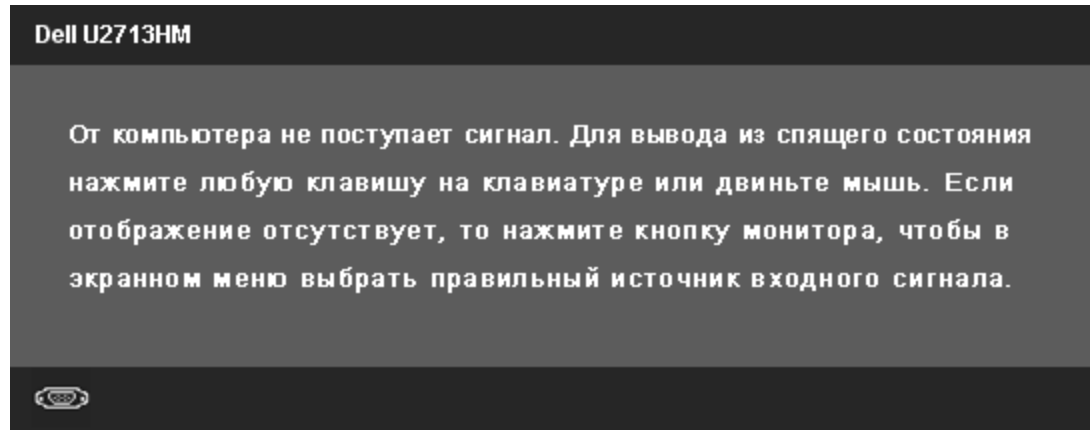 Dell U2713HM
От компьютера не поступает сигнал. Для вывода из спящего состояния
нажмите любую клавишу на клавиатуре или двиньте мышь. Если
отображение отсутствует, то нажмите кнопку монитора, чтобы в
экранном меню выбрать правильный источник входного сигнала.